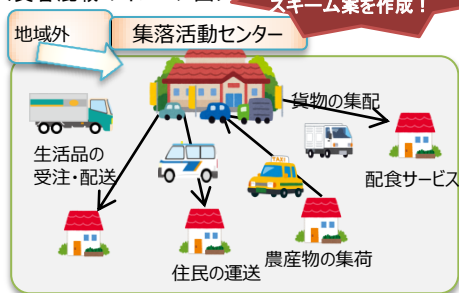 スキーム案を作成！
地域外
集落活動センター
貨物の集配
生活品の
受注・配送
TAXI
配食サービス
農産物の集荷
住民の運送